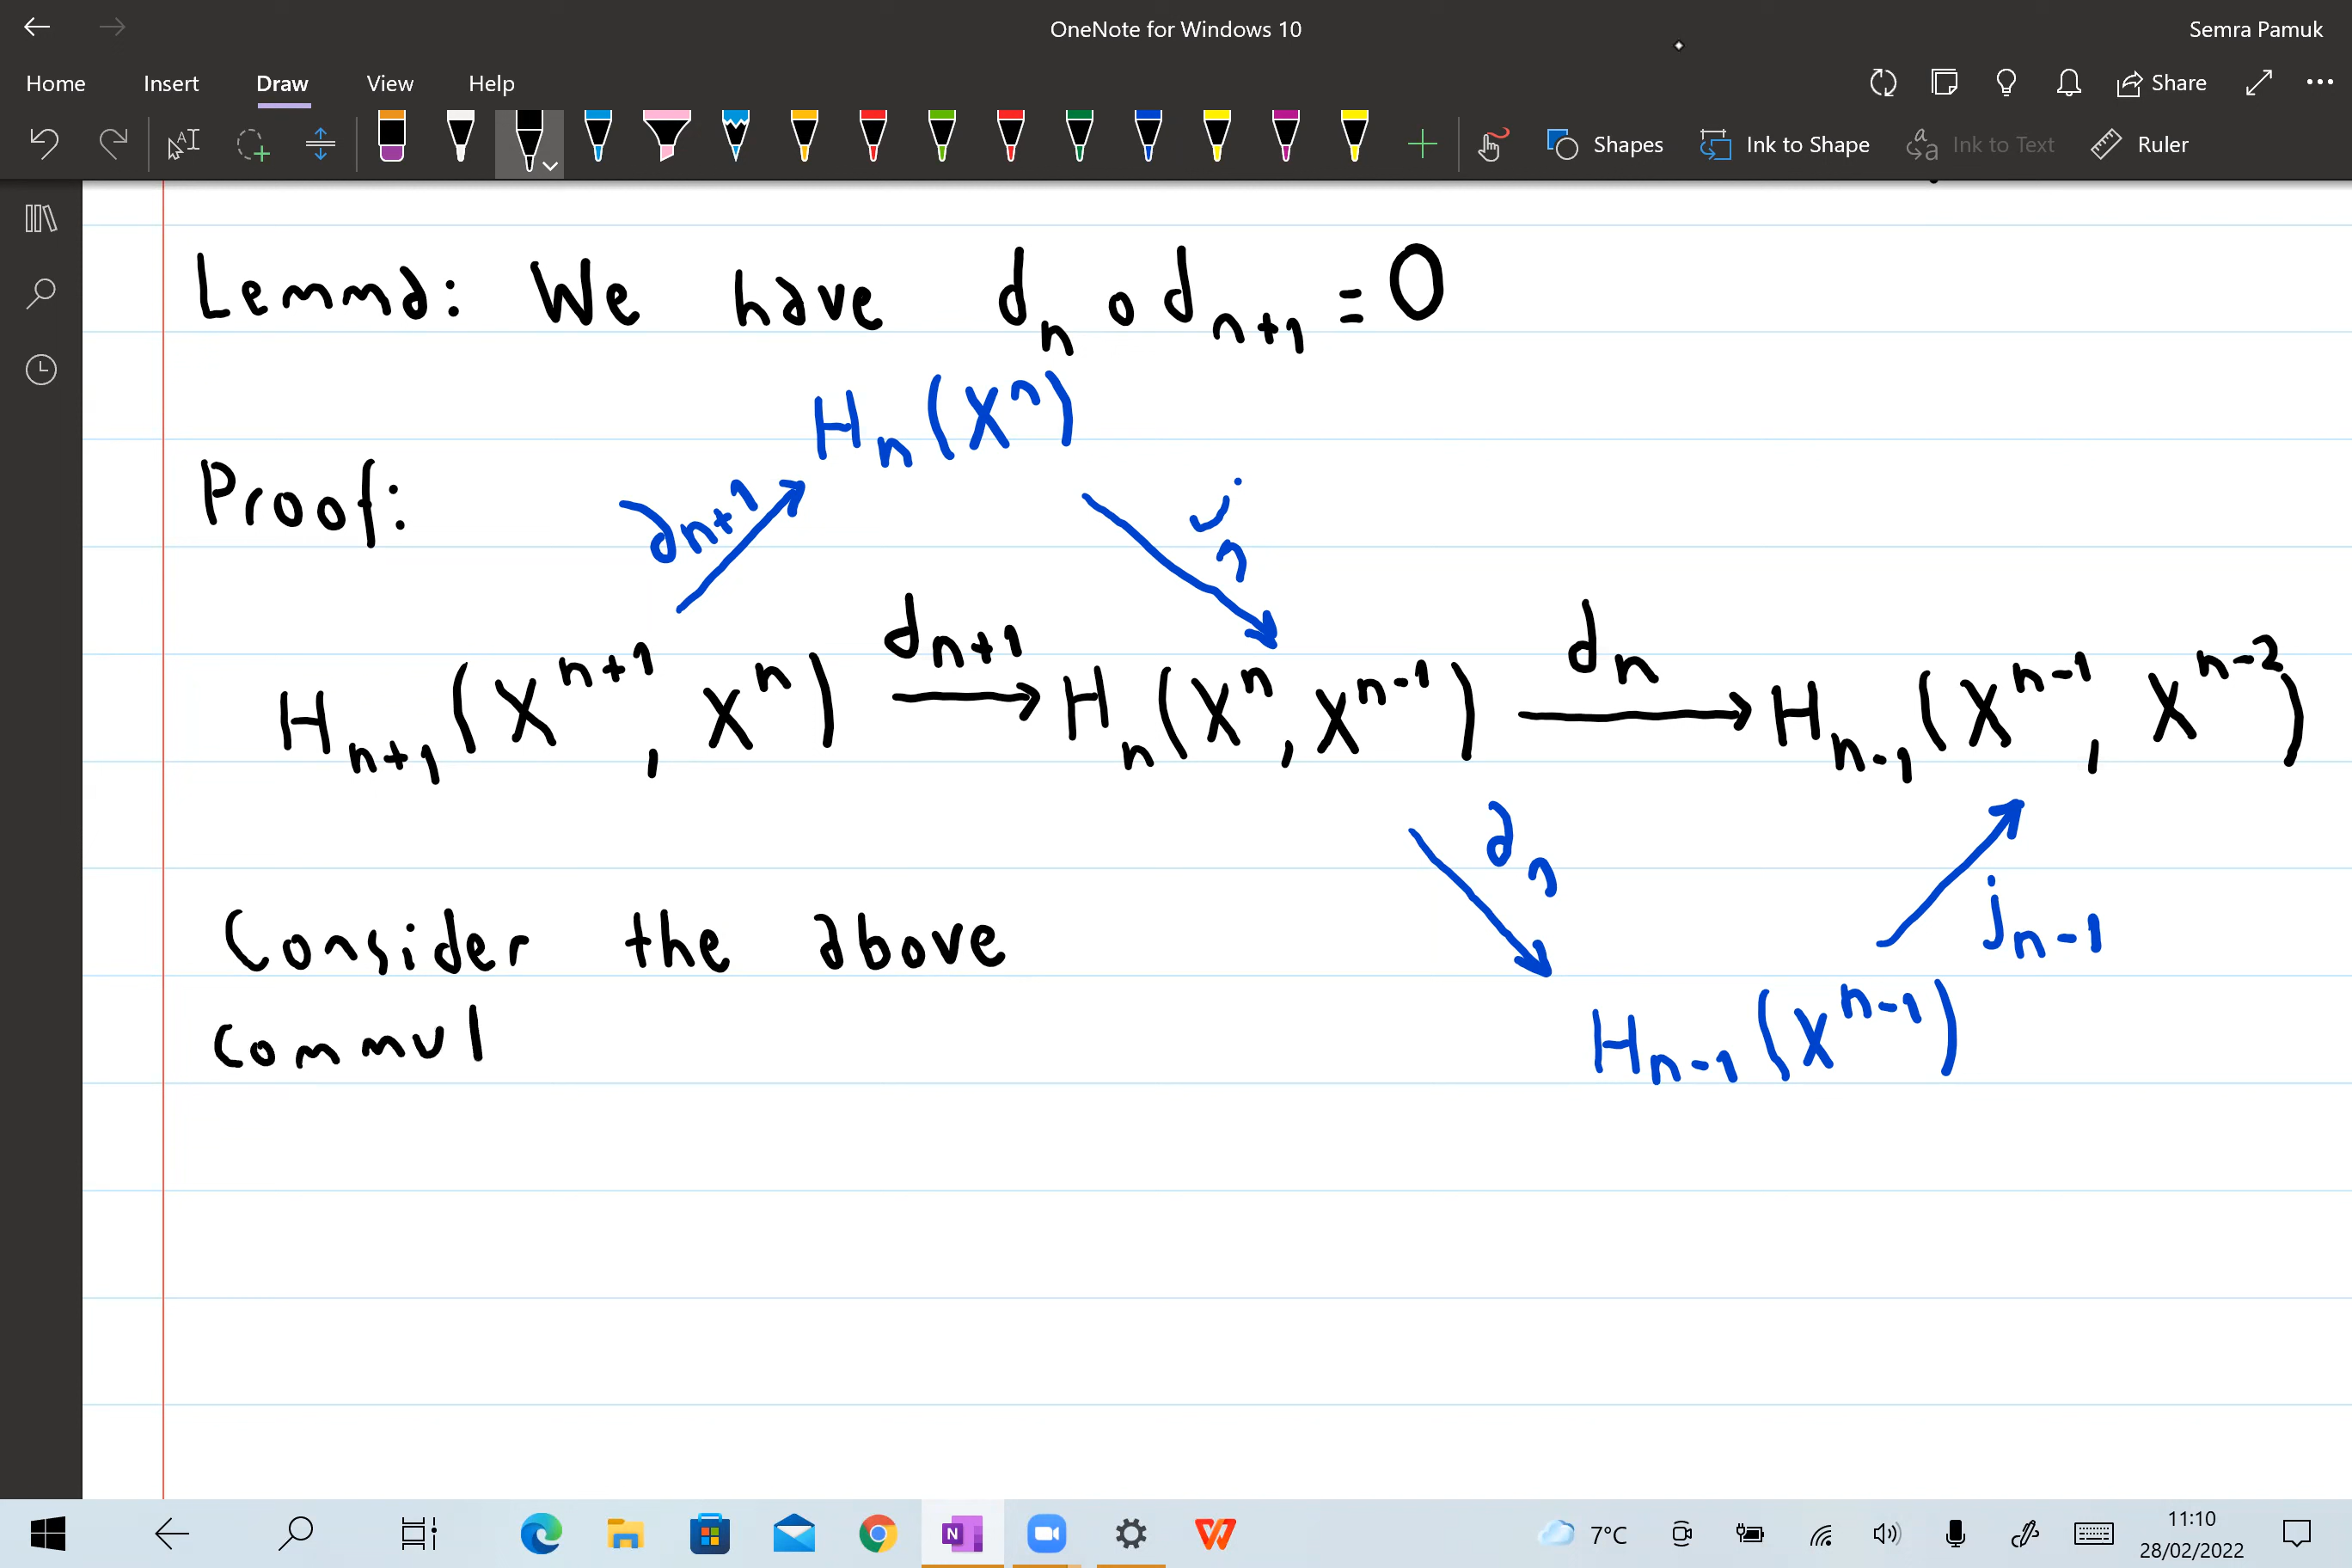 OneNote for Windows 10
Semra Pamuk
Home Insert Draw View Help
Share
Shapes Ink to Shape Ink to Text Ruler
Lemma: We have dₙ ∘ dₙ₊₁ = 0
Hₙ(Xⁿ)
Proof:
∂ₙ₊₁ jₙ
dₙ₊₁ dₙ
Hₙ₊₁(Xⁿ⁺¹, Xⁿ) → Hₙ(Xⁿ, Xⁿ⁻¹) → Hₙ₋₁(Xⁿ⁻¹, Xⁿ⁻²)
∂ₙ jₙ₋₁
Consider the above
Hₙ₋₁(Xⁿ⁻¹)
commul
7°C
11:10
28/02/2022